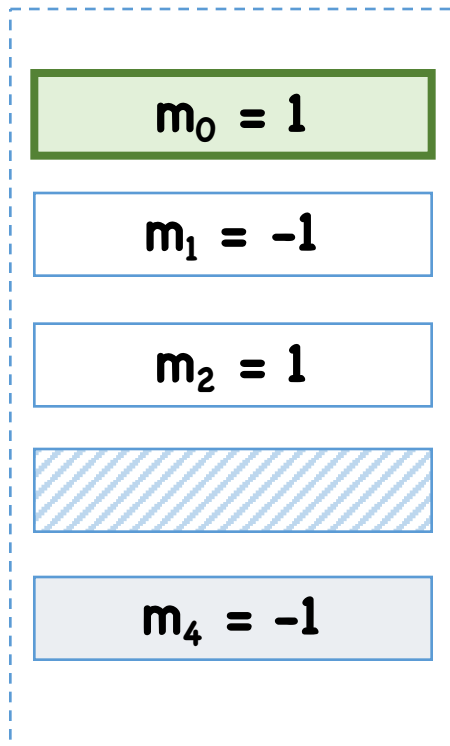 m₀ = 1
m₁ = -1
m₂ = 1
m₄ = -1